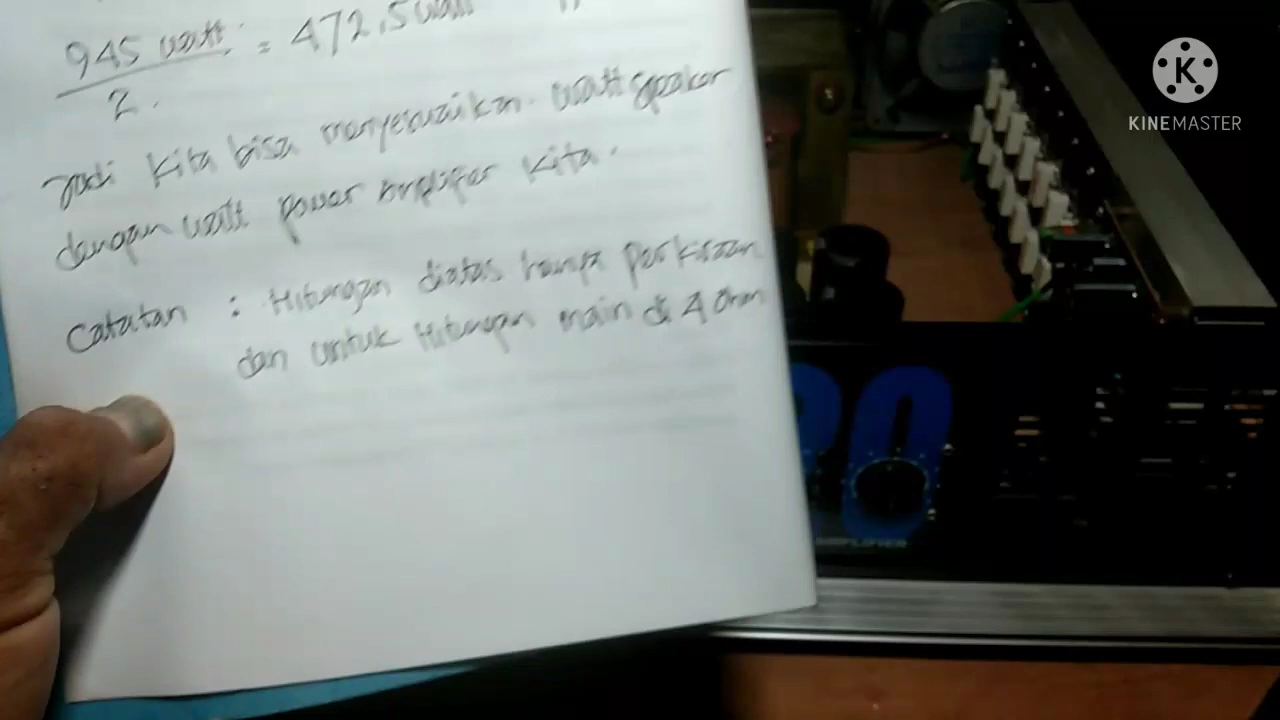 945 watt = 472,5 watt
2.
Jadi kita bisa menyesuaikan watt speaker
dengan watt power amplifier kita.
Catatan : Hitungan diatas hanya perkiraan
dan untuk Hitungan main di 4 Ohm
KINEMASTER